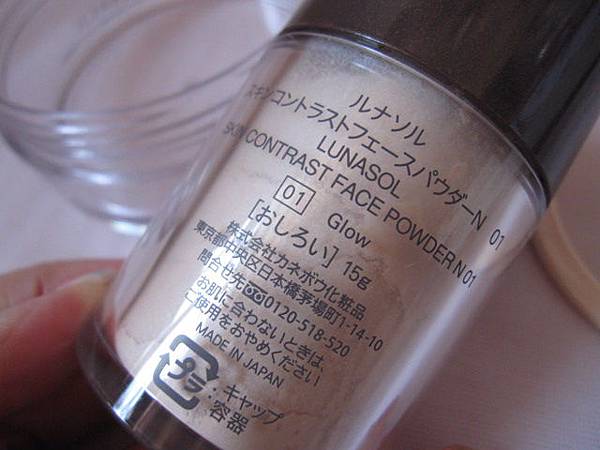 ルナソル
スキンコントラストフェースパウダーN 01
LUNASOL
SKIN CONTRAST FACE POWDER N 01
01 Glow
[おしろい] 15g
株式会社カネボウ化粧品
東京都中央区日本橋茅場町1-14-10
問合せ先 0120-518-520
お肌に合わないときは、
ご使用をおやめください
MADE IN JAPAN
プラ :キャップ
:容器